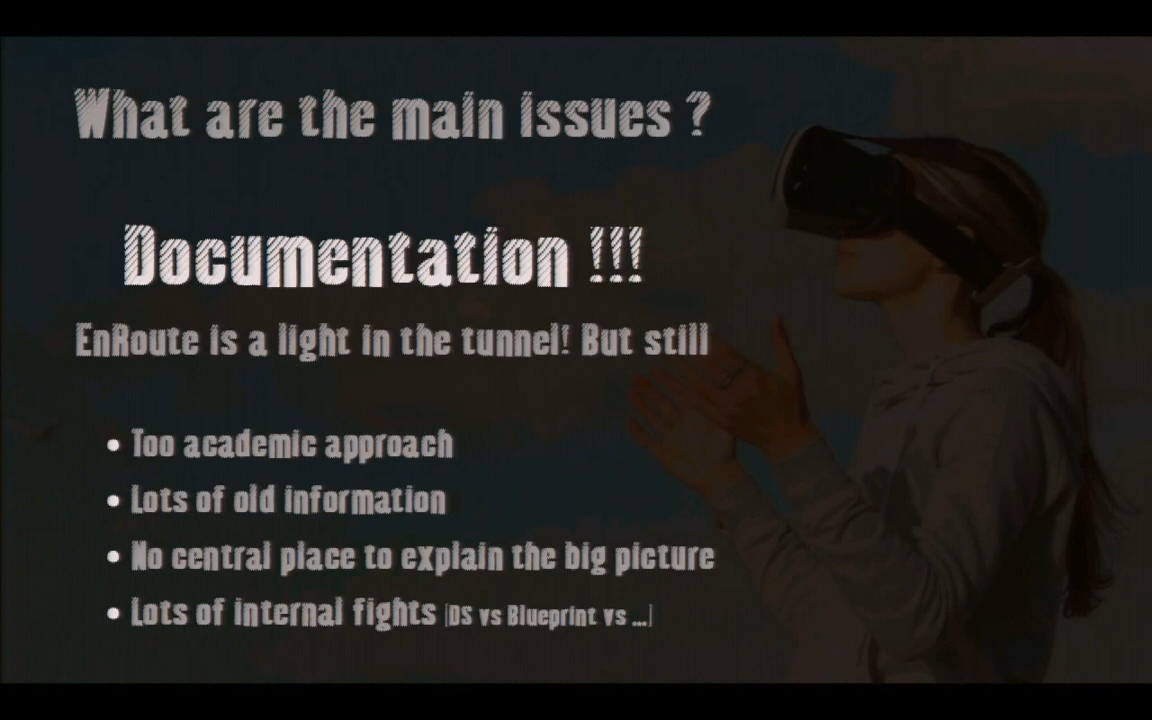 What are the main issues ?
Documentation !!!
EnRoute is a light in the tunnel! But still
• Too academic approach
• Lots of old information
• No central place to explain the big picture
• Lots of internal fights (DS vs Blueprint vs ...)